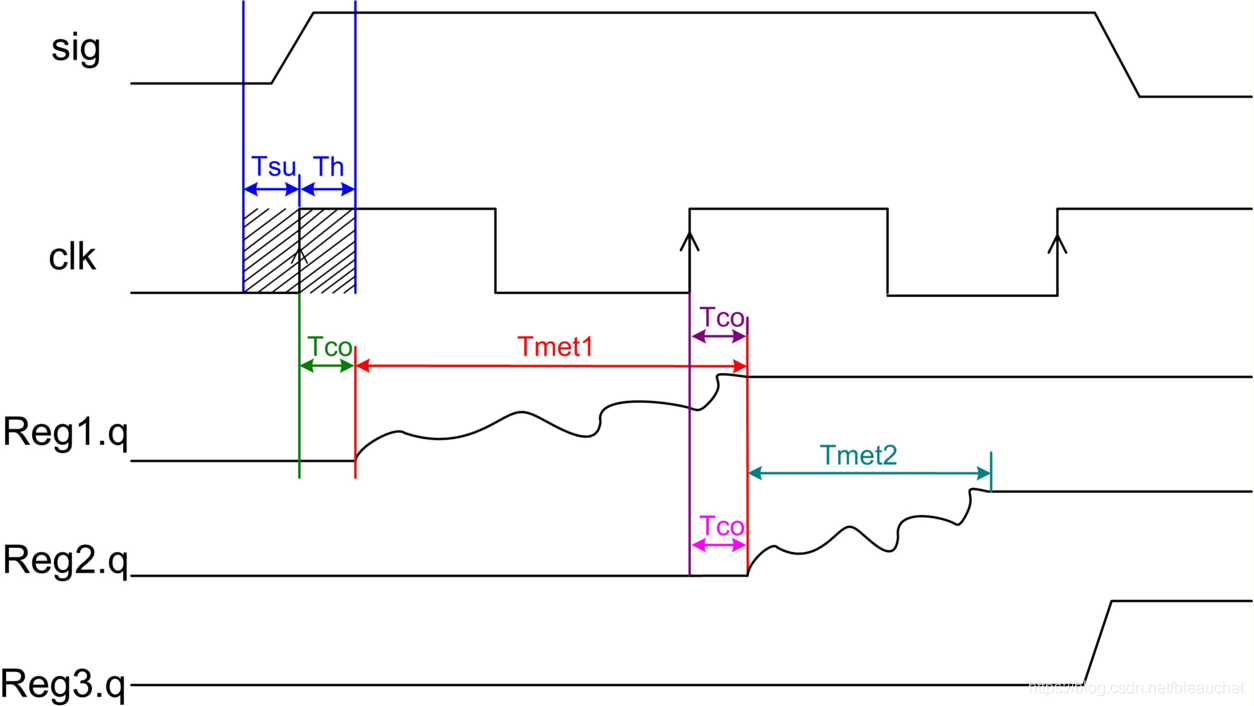 sig
Tsu Th
clk
Tco
Tco Tmet1
Reg1.q
Tmet2
Tco
Reg2.q
Reg3.q
https://blog.csdn.net/bleauchat